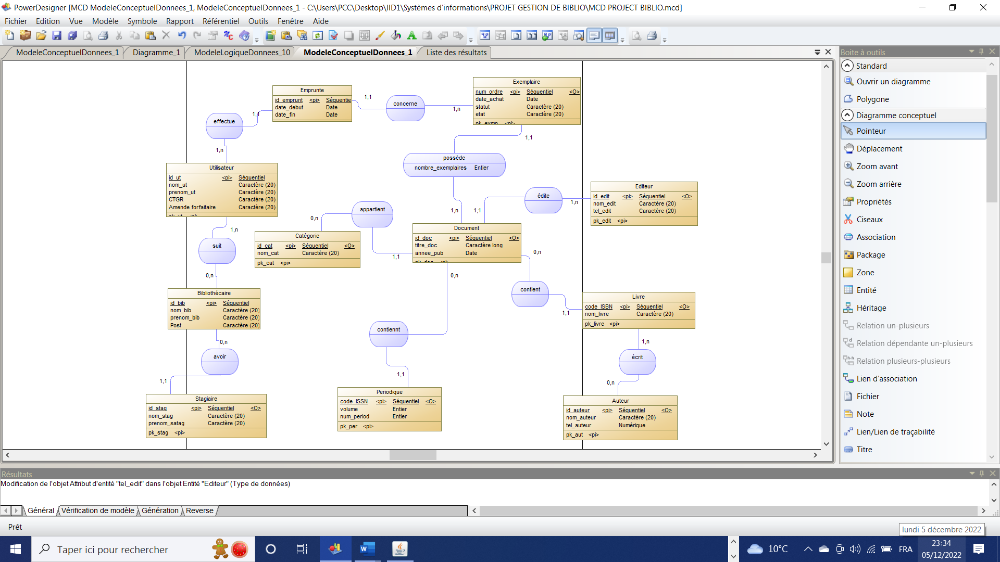 PowerDesigner [MCD ModeleConceptuelDonnees_1, ModeleConceptuelDonnees_1 - C:\Users\PCC\Desktop\IID1\Systèmes d'informations\PROJET GESTION DE BIBLIO\MCD PROJECT BIBLIO.mcd]
Fichier Edition Vue Modèle Symbole Rapport Référentiel Outils Fenêtre Aide
ModeleConceptuelDonnees_1 Diagramme_1 ModeleLogiqueDonnees_10 ModeleConceptuelDonnees_1 Liste des résultats
Emprunte
id_emprunt <pi> Séquentie
date_debut Date
date_fin Date
1,1
concerne
1,n
Exemplaire
num_ordre <pi> Séquentiel <O>
date_achat Date
statut Caractère (20)
etat Caractère (20)
pk_exmp <pi>
effectue
1,1
1,n
1,1
possède
nombre_exemplaires Entier
Utilisateur
id_ut <pi> Séquentiel
nom_ut Caractère (20)
prenom_ut Caractère (20)
CTGR Caractère (20)
Amende forfaitaire Caractère (20)
pk_ut <pi>
1,n
1,1
édite
1,n
Editeur
id_edit <pi> Séquentiel <O>
nom_edit Caractère (20)
tel_edit Caractère (20)
pk_edit <pi>
0,n
appartient
1,1
1,n
suit
0,n
Catégorie
id_cat <pi> Séquentiel <O>
nom_cat Caractère (20)
pk_cat <pi>
Document
id_doc <pi> Séquentiel <O>
titre_doc Caractère long
annee_pub Date
pk_doc <pi>
0,n
0,n
contient
1,1
Bibliothécaire
id_bib <pi> Séquentiel
nom_bib Caractère (20)
prenom_bib Caractère (20)
Post Caractère (20)
Livre
code_ISBN <pi> Séquentiel <O>
nom_livre Caractère (20)
pk_livre <pi>
contiennt
1,1
0,n
avoir
1,1
1,n
écrit
0,n
Stagiaire
id_stag <pi> Séquentiel <O>
nom_stag Caractère (20)
prenom_satag Caractère (20)
pk_stag <pi>
Periodique
code_ISSN <pi> Séquentiel <O>
volume Entier
num_period Entier
pk_per <pi>
Auteur
id_auteur <pi> Séquentiel <O>
nom_auteur Caractère (20)
tel_auteur Numérique
pk_aut <pi>
Boite à outils
Standard
Ouvrir un diagramme
Polygone
Diagramme conceptuel
Pointeur
Déplacement
Zoom avant
Zoom arrière
Propriétés
Ciseaux
Association
Package
Zone
Entité
Héritage
Relation un-plusieurs
Relation dépendante un-plusieurs
Relation plusieurs-plusieurs
Lien d'association
Fichier
Note
Lien/Lien de traçabilité
Titre
Résultats
Modification de l'objet Attribut d'entité "tel_edit" dans l'objet Entité "Editeur" (Type de données)
Général Vérification de modèle Génération Reverse
Prêt
lundi 5 décembre 2022
Taper ici pour rechercher
10°C
FRA
23:34
05/12/2022